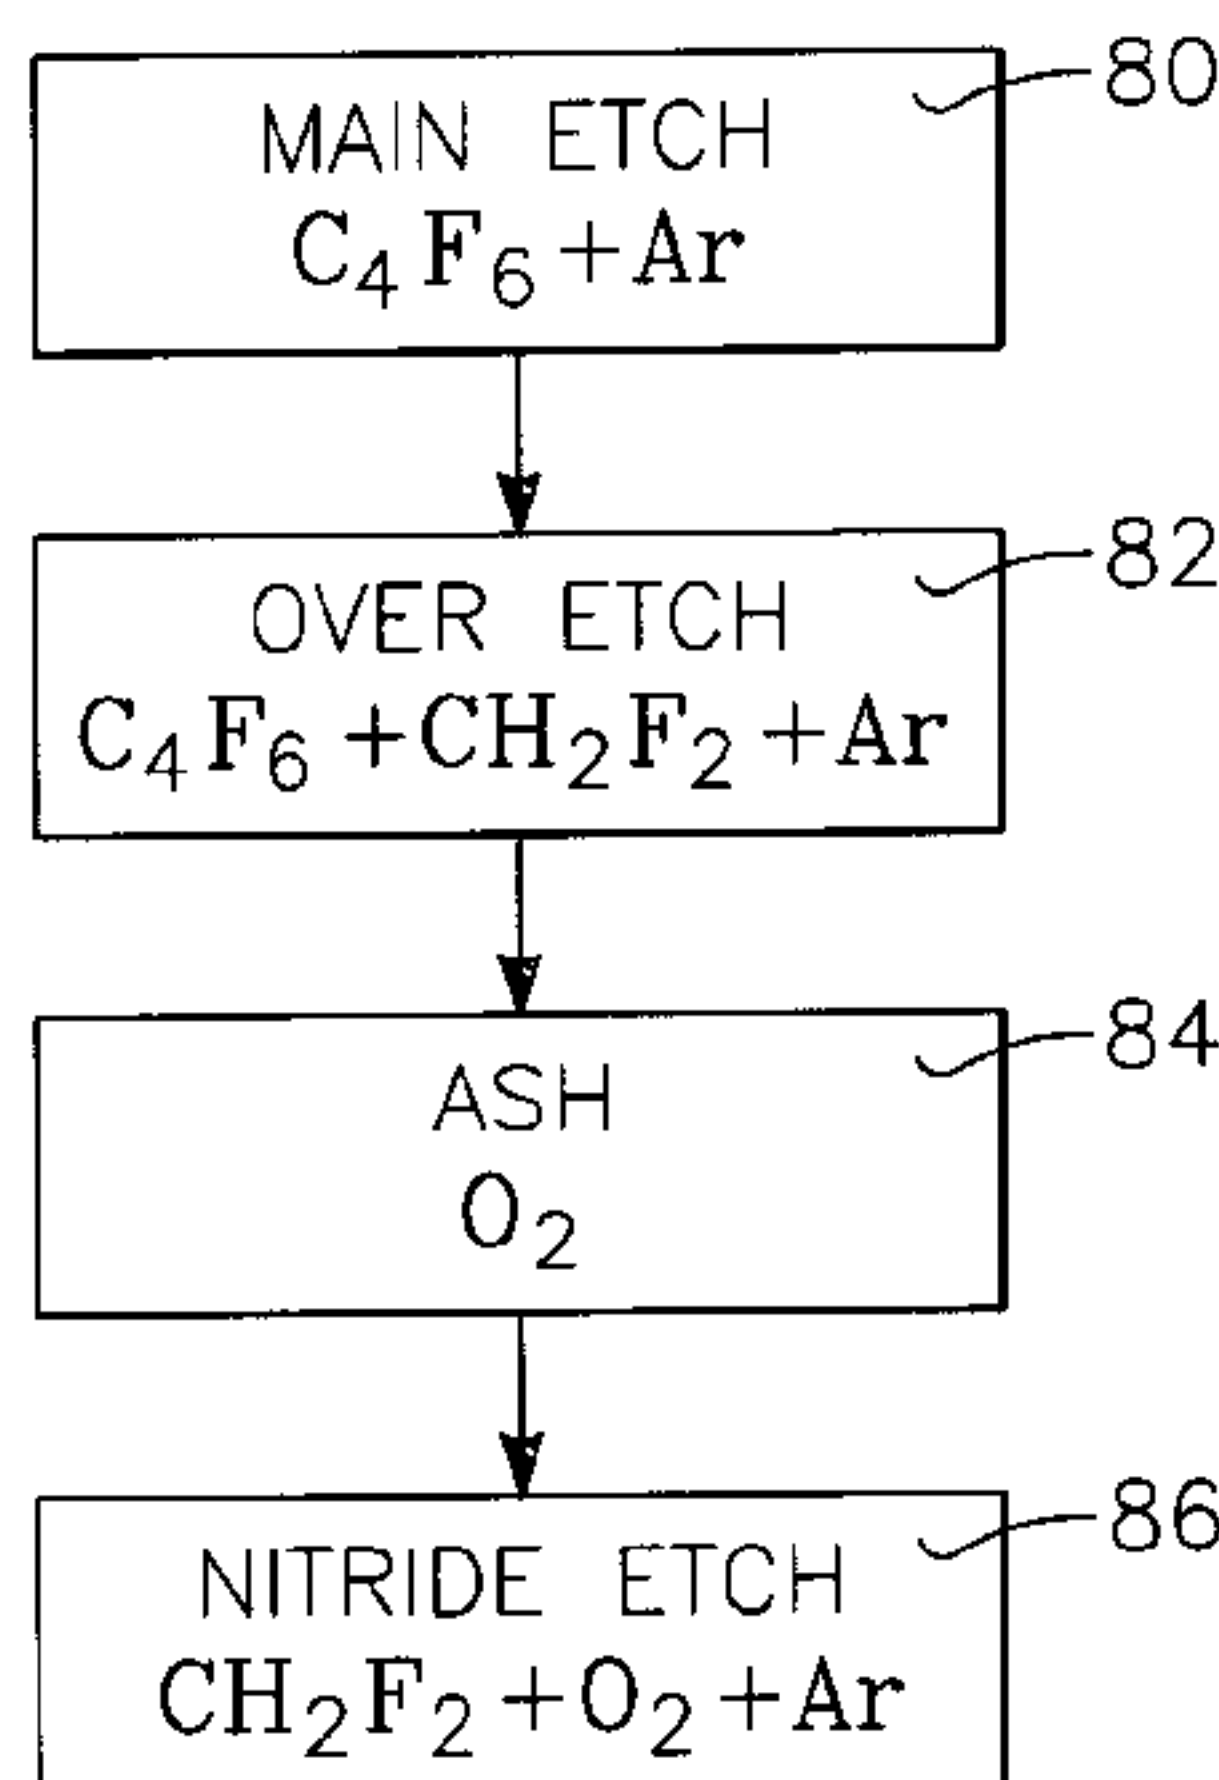 80
MAIN ETCH
C₄F₆+Ar
82
OVER ETCH
C₄F₆+CH₂F₂+Ar
84
ASH
O₂
86
NITRIDE ETCH
CH₂F₂+O₂+Ar